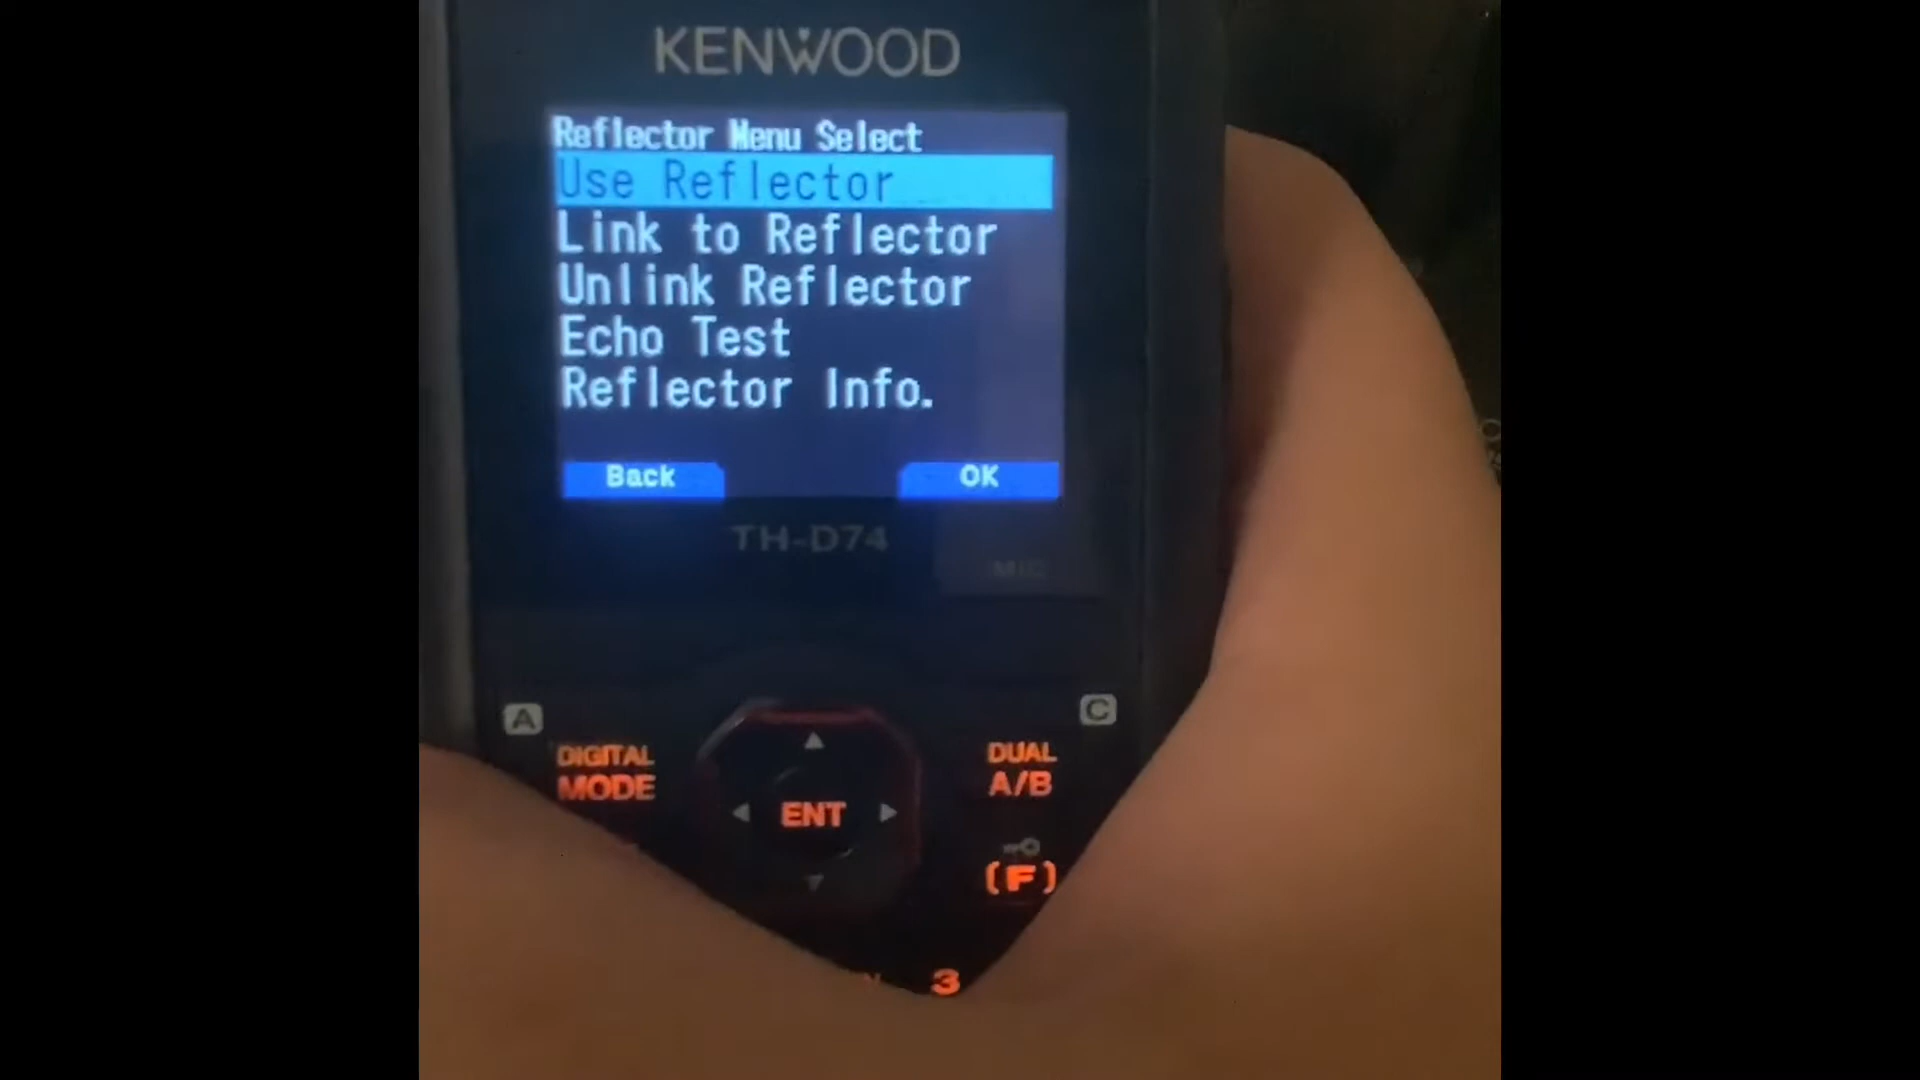 KENWOOD
Reflector Menu Select
Use Reflector
Link to Reflector
Unlink Reflector
Echo Test
Reflector Info.
Back OK
TH-D74
MIC
A C
DIGITAL DUAL
MODE A/B
ENT
(F)
3